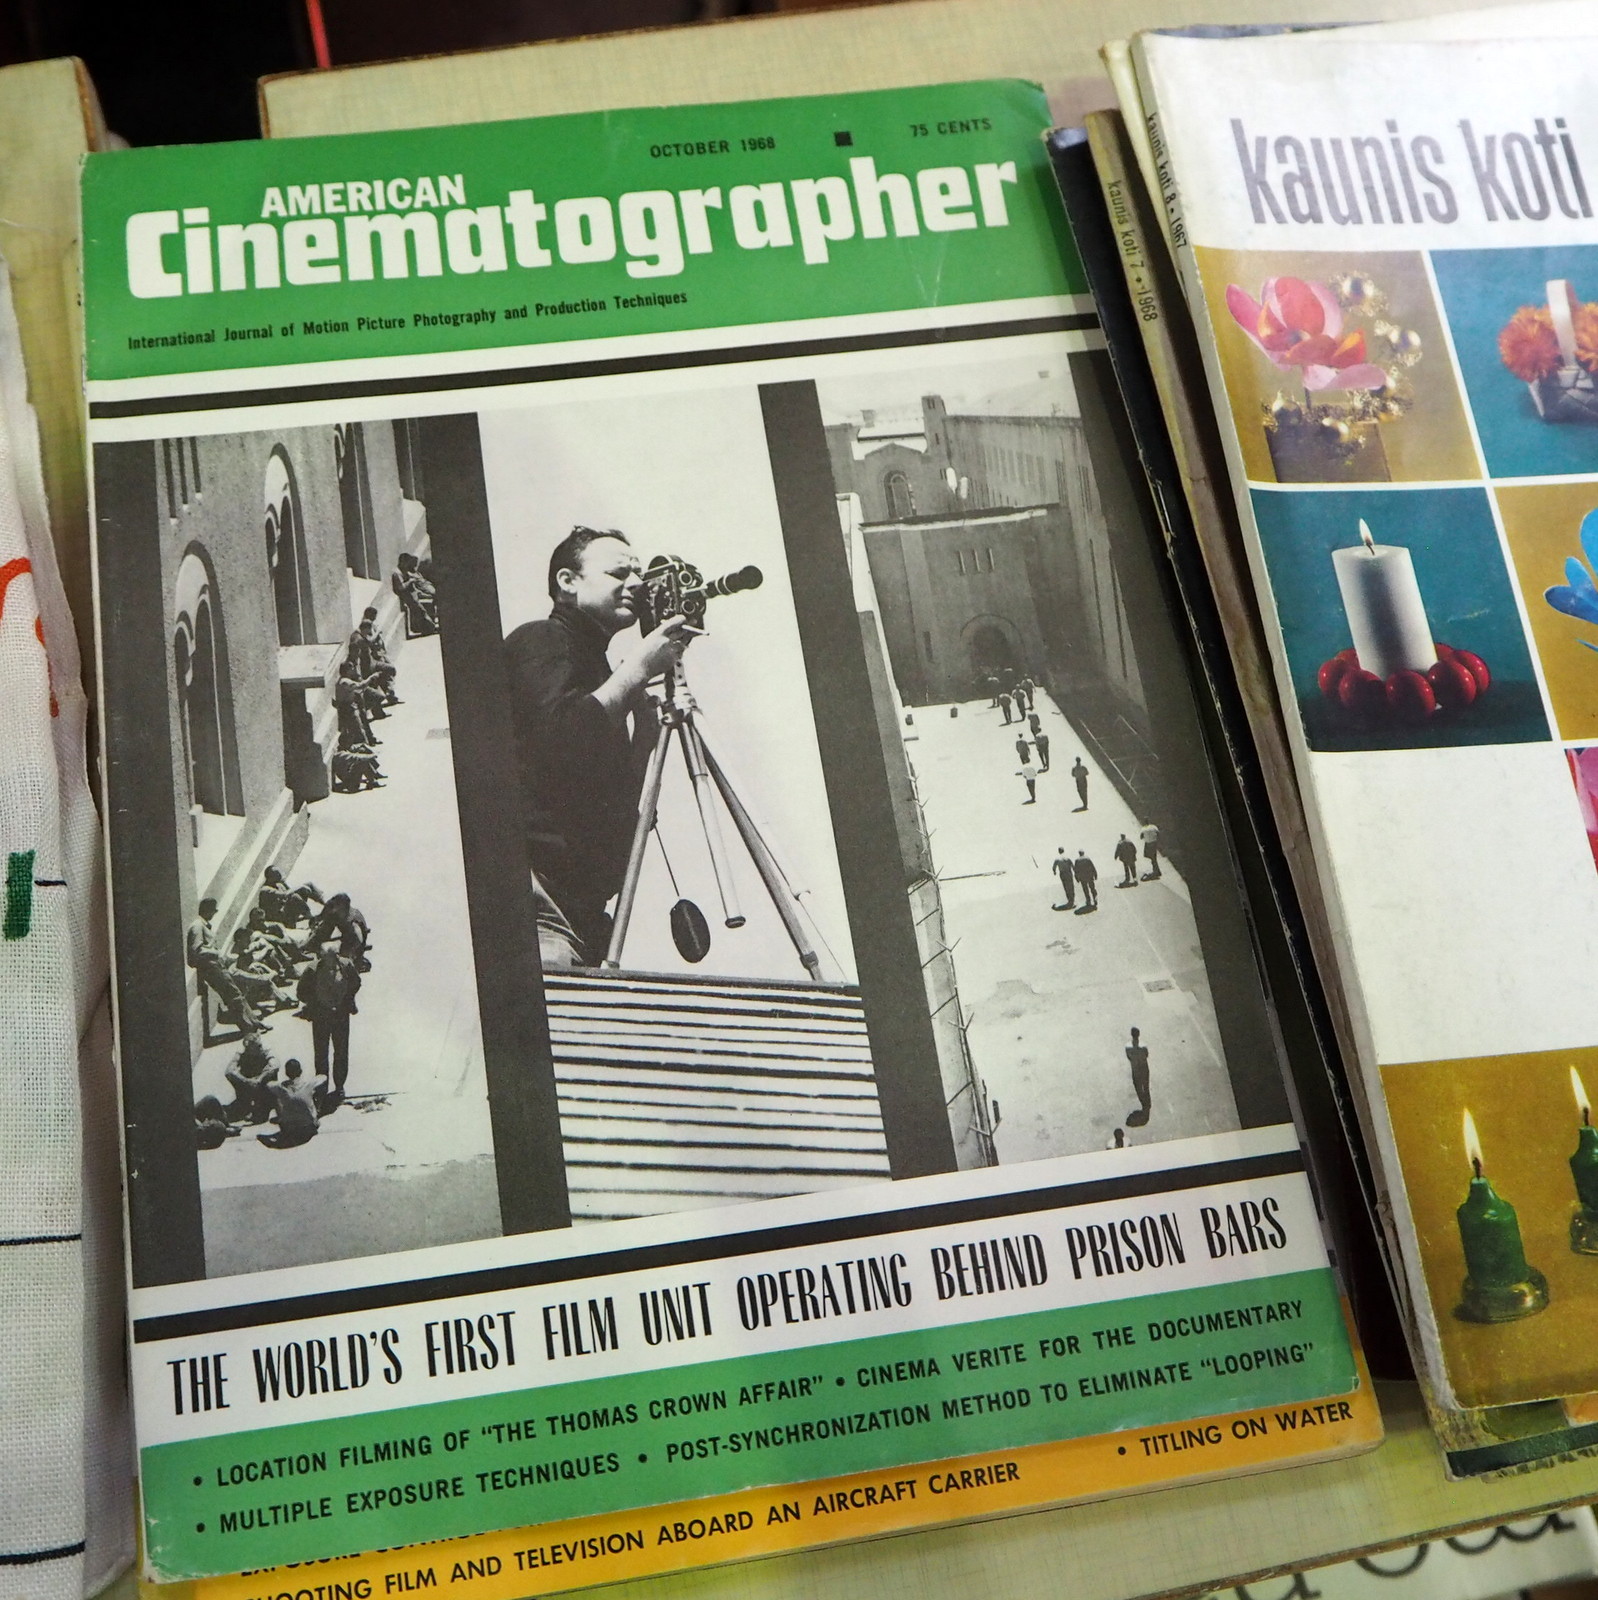 OCTOBER 1968 ■ 75 CENTS
AMERICAN
Cinematographer
International Journal of Motion Picture Photography and Production Techniques
THE WORLD'S FIRST FILM UNIT OPERATING BEHIND PRISON BARS
• LOCATION FILMING OF "THE THOMAS CROWN AFFAIR" • CINEMA VERITE FOR THE DOCUMENTARY
• MULTIPLE EXPOSURE TECHNIQUES • POST-SYNCHRONIZATION METHOD TO ELIMINATE "LOOPING"
• TITLING ON WATER
FILM AND TELEVISION ABOARD AN AIRCRAFT CARRIER
kaunis koti 7 • 1968
kaunis koti 8 • 1967
kaunis koti